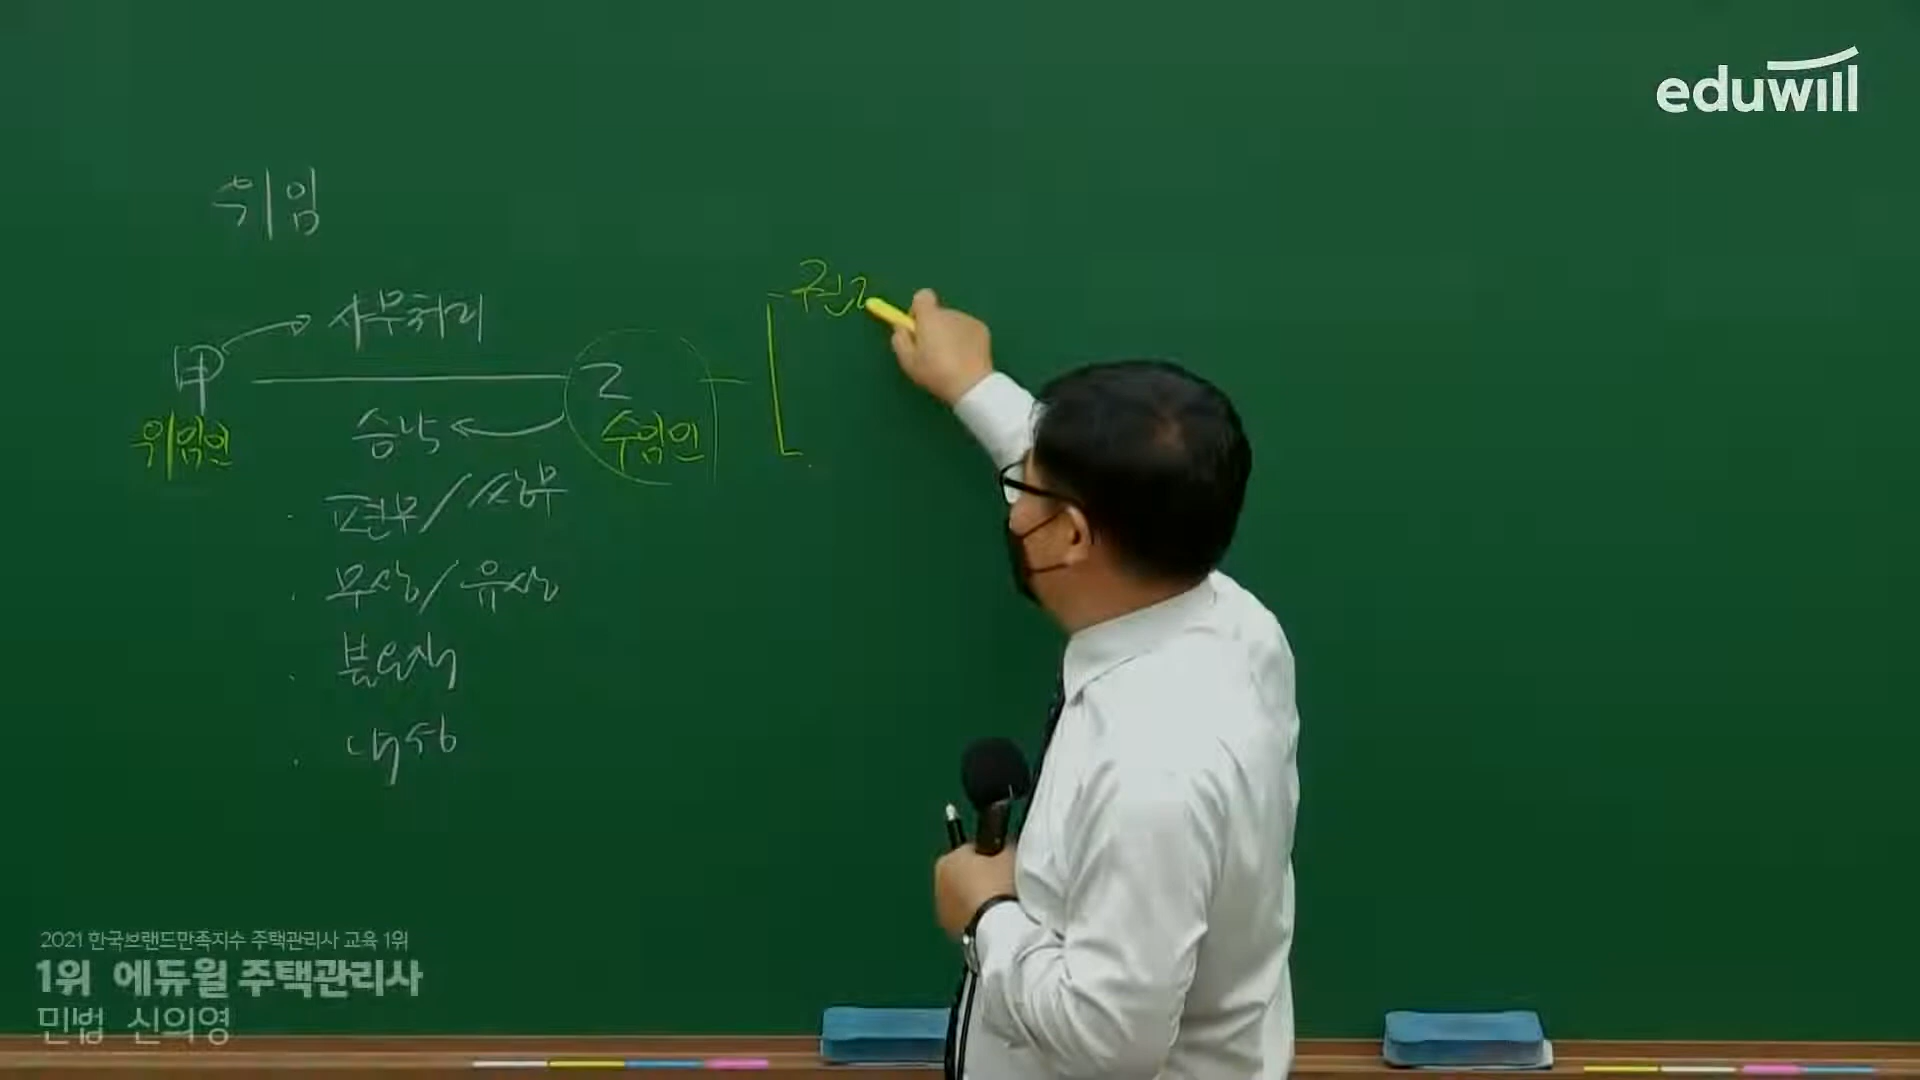 eduwill
위임
사무처리
甲 乙
승낙
위임인 수임인
권리
· 편무/쌍무
· 무상/유상
· 불요식
· 낙성
2021 한국브랜드만족지수 주택관리사 교육 1위
1위 에듀윌 주택관리사
민법 신의영